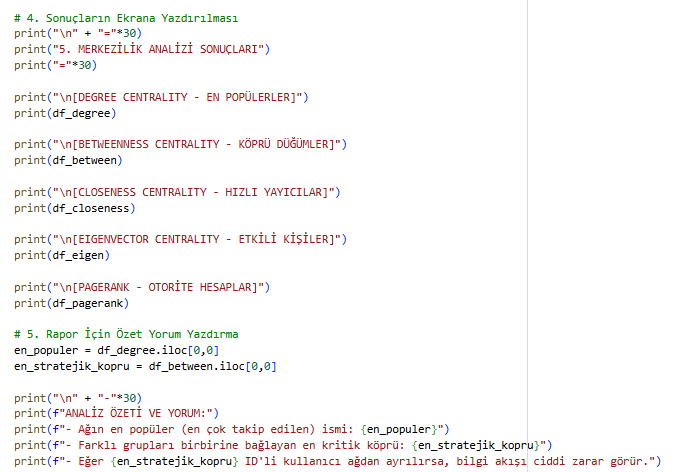 # 4. Sonuçların Ekrana Yazdırılması
print("\n" + "="*30)
print("5. MERKEZİLİK ANALİZİ SONUÇLARI")
print("="*30)
print("\n[DEGREE CENTRALITY - EN POPÜLERLER]")
print(df_degree)
print("\n[BETWEENNESS CENTRALITY - KÖPRÜ DÜĞÜMLER]")
print(df_between)
print("\n[CLOSENESS CENTRALITY - HIZLI YAYICILAR]")
print(df_closeness)
print("\n[EIGENVECTOR CENTRALITY - ETKİLİ KİŞİLER]")
print(df_eigen)
print("\n[PAGERANK - OTORİTE HESAPLAR]")
print(df_pagerank)
# 5. Rapor İçin Özet Yorum Yazdırma
en_populer = df_degree.iloc[0,0]
en_stratejik_kopru = df_between.iloc[0,0]
print("\n" + "-"*30)
print(f"ANALİZ ÖZETİ VE YORUM:")
print(f"- Ağın en popüler (en çok takip edilen) ismi: {en_populer}")
print(f"- Farklı grupları birbirine bağlayan en kritik köprü: {en_stratejik_kopru}")
print(f"- Eğer {en_stratejik_kopru} ID'li kullanıcı ağdan ayrılırsa, bilgi akışı ciddi zarar görür.")